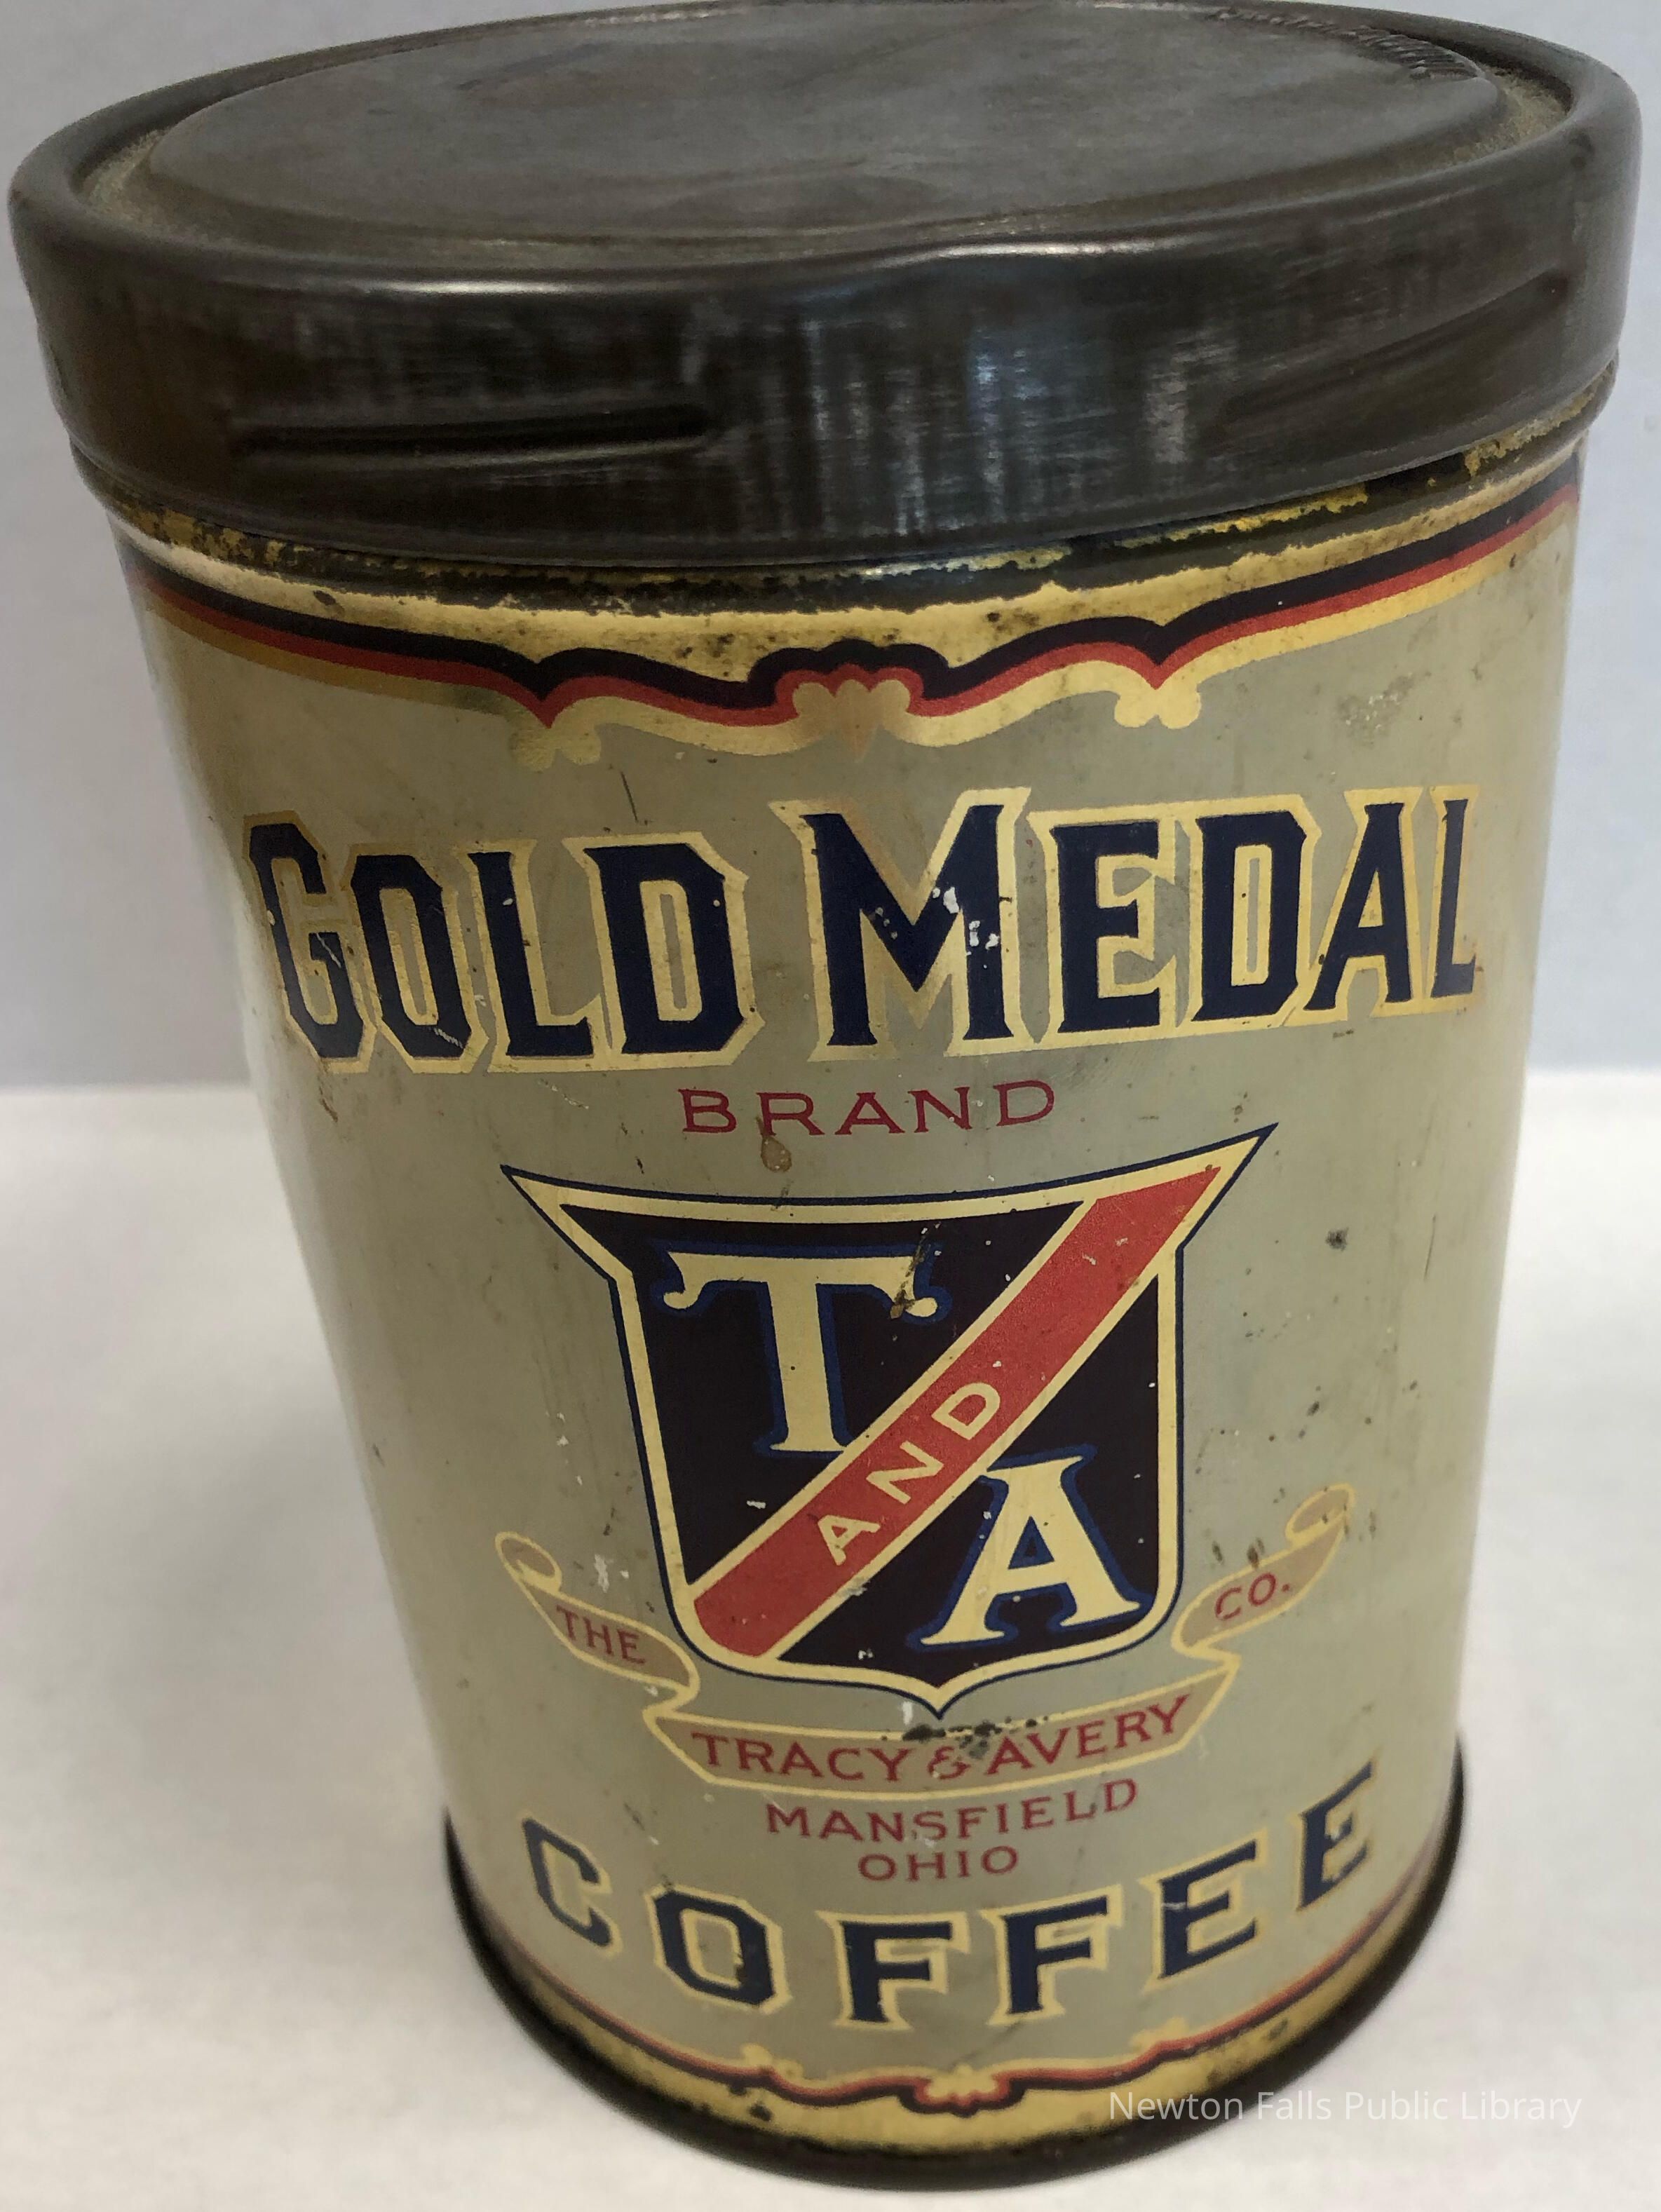 GOLD MEDAL
BRAND
T
AND
A
THE
CO.
TRACY & AVERY
MANSFIELD
OHIO
COFFEE
Newton Falls Public Library